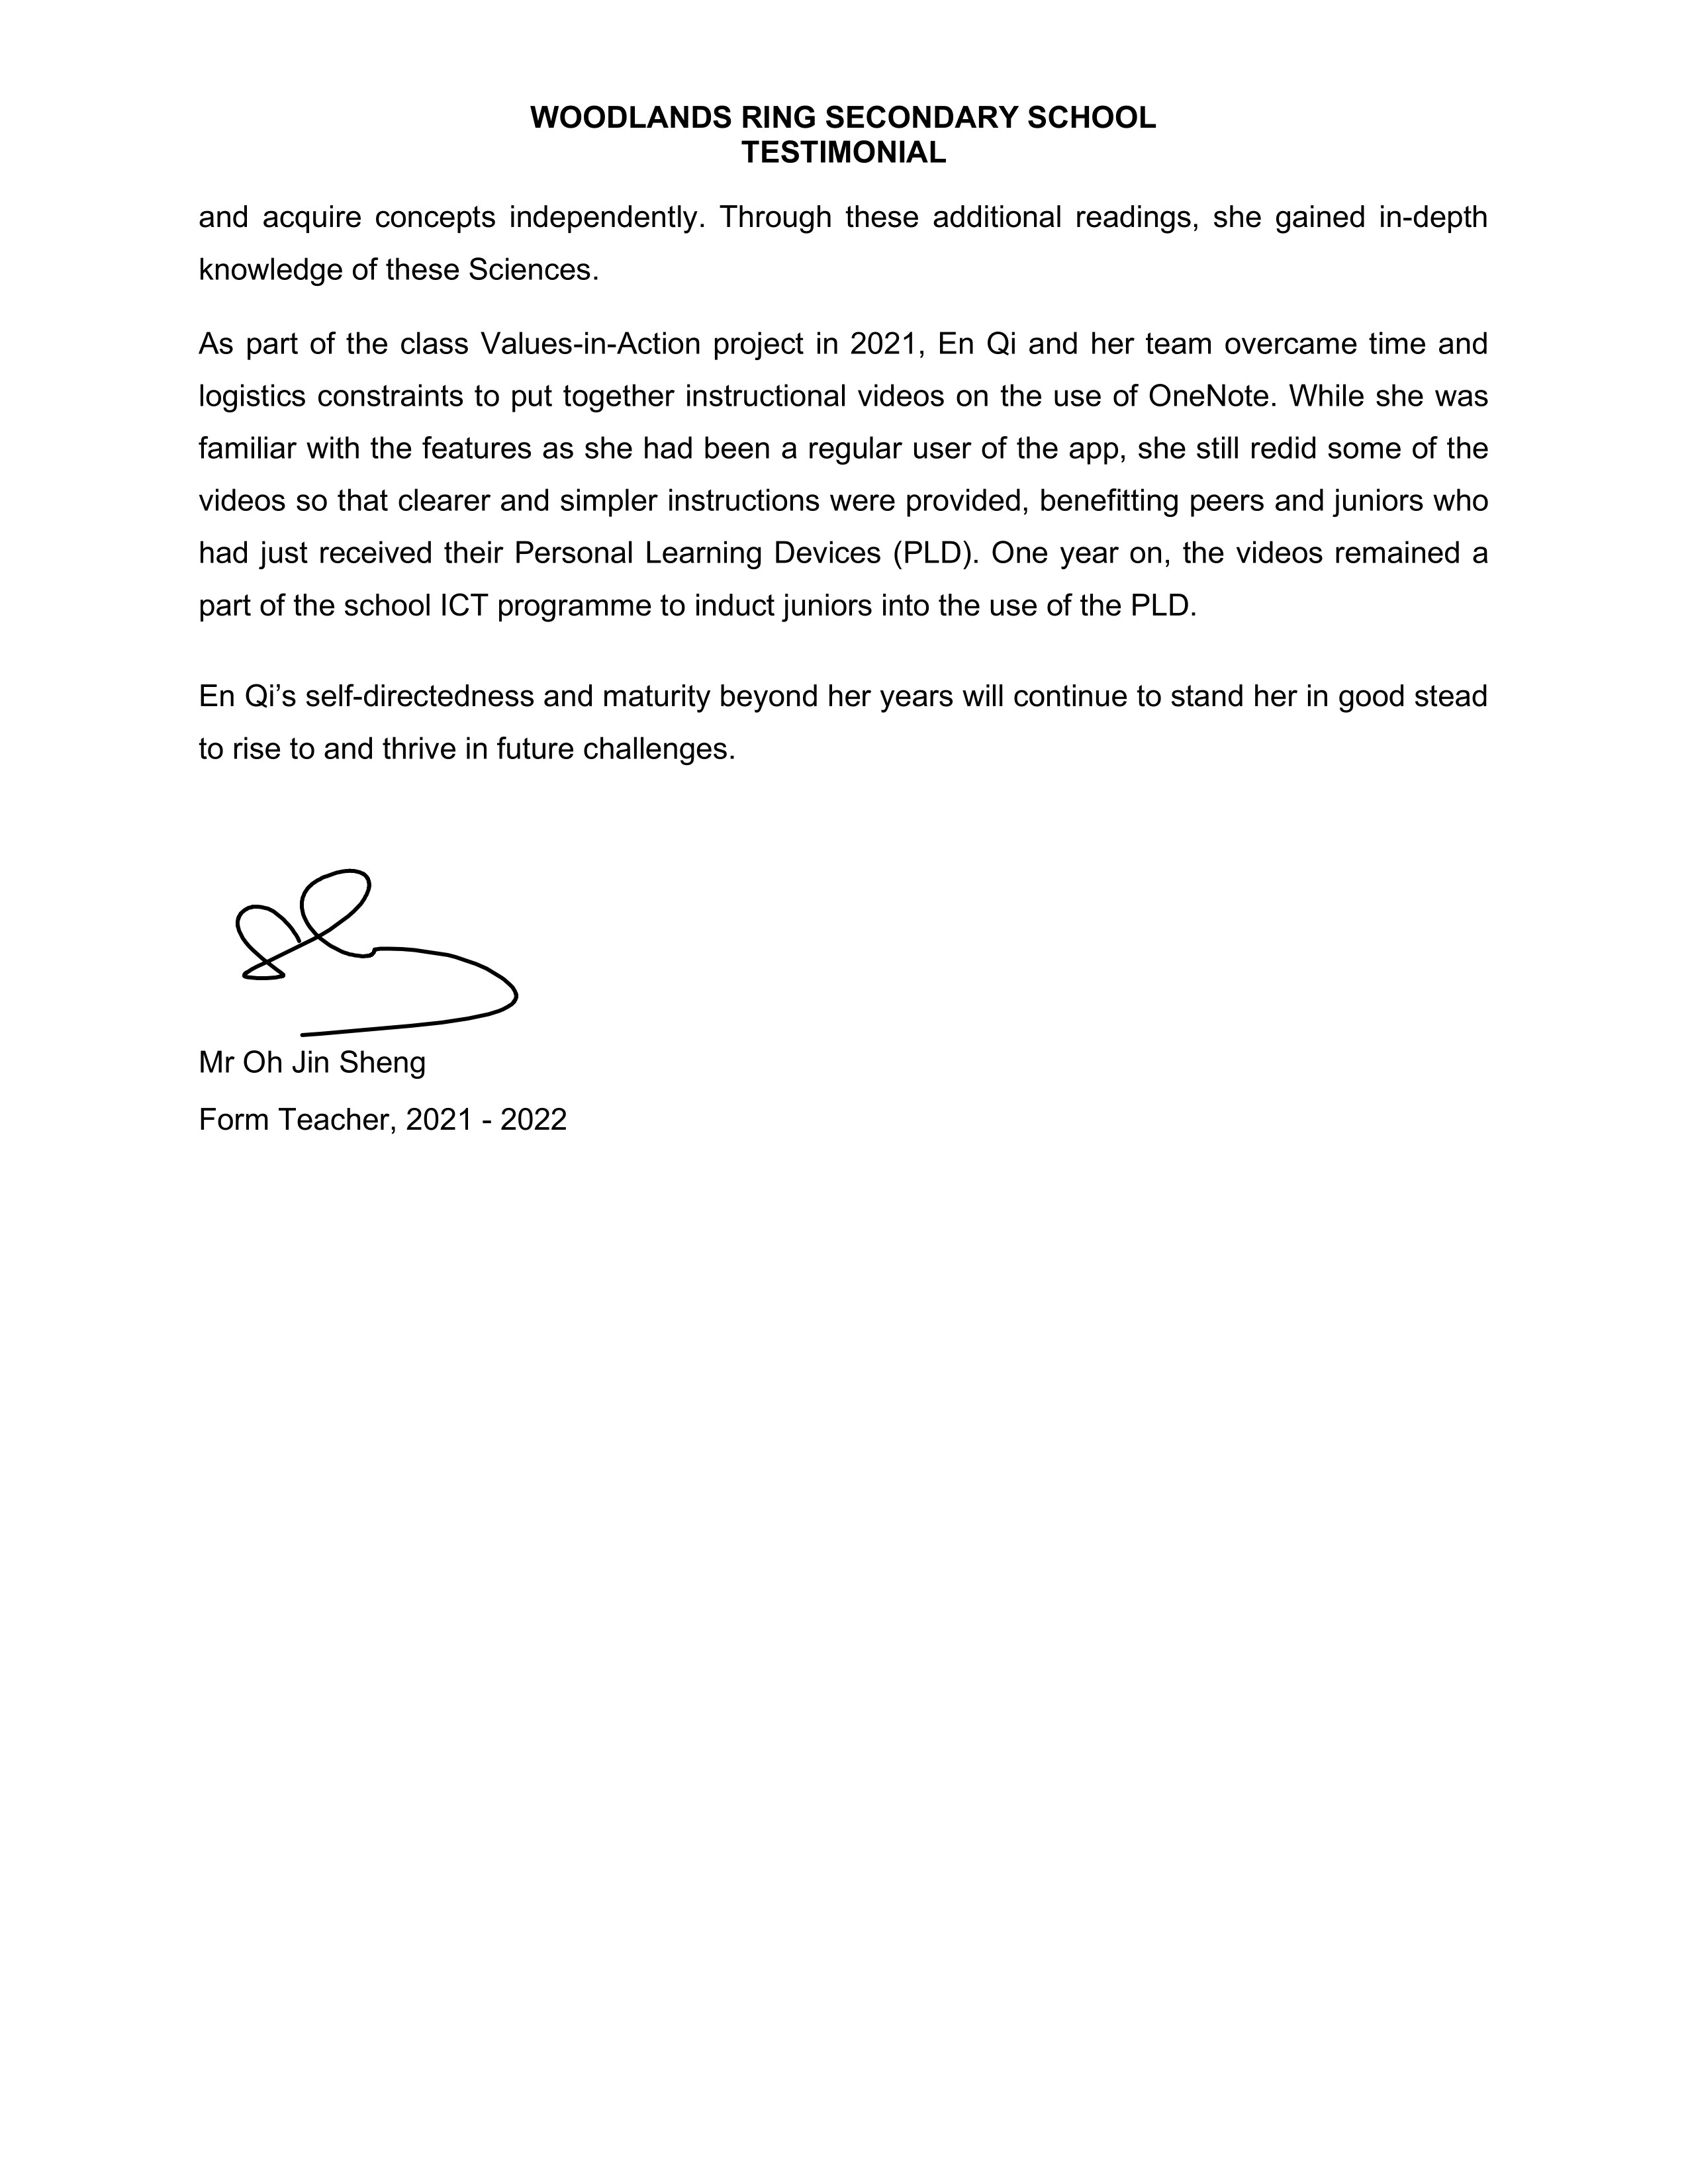 WOODLANDS RING SECONDARY SCHOOL
TESTIMONIAL
and acquire concepts independently. Through these additional readings, she gained in-depth
knowledge of these Sciences.
As part of the class Values-in-Action project in 2021, En Qi and her team overcame time and
logistics constraints to put together instructional videos on the use of OneNote. While she was
familiar with the features as she had been a regular user of the app, she still redid some of the
videos so that clearer and simpler instructions were provided, benefitting peers and juniors who
had just received their Personal Learning Devices (PLD). One year on, the videos remained a
part of the school ICT programme to induct juniors into the use of the PLD.
En Qi’s self-directedness and maturity beyond her years will continue to stand her in good stead
to rise to and thrive in future challenges.
Mr Oh Jin Sheng
Form Teacher, 2021 - 2022